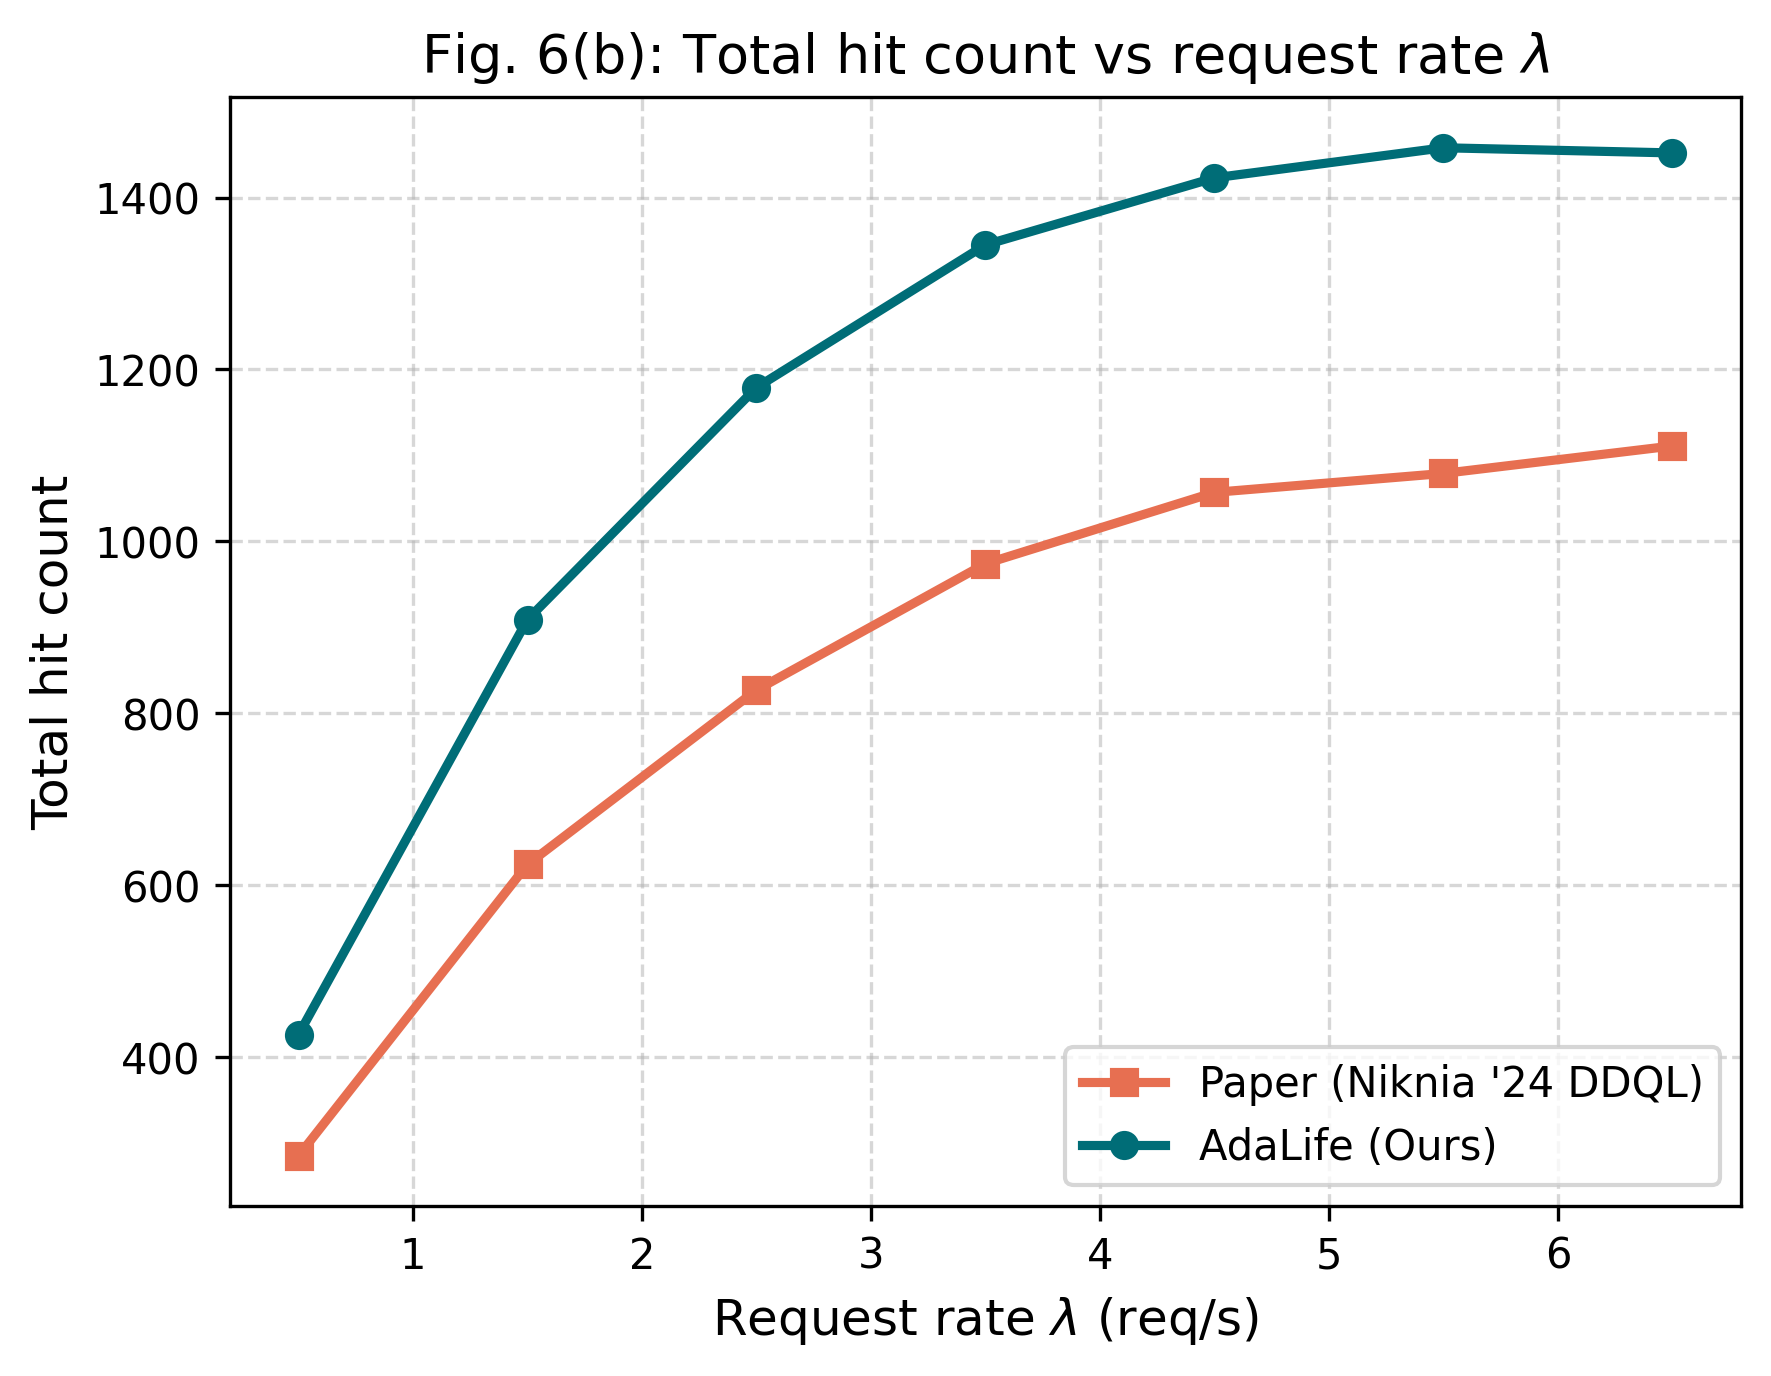 Fig. 6(b): Total hit count vs request rate λ
Total hit count
1400
1200
1000
800
600
400
Paper (Niknia '24 DDQL)
AdaLife (Ours)
1 2 3 4 5 6
Request rate λ (req/s)